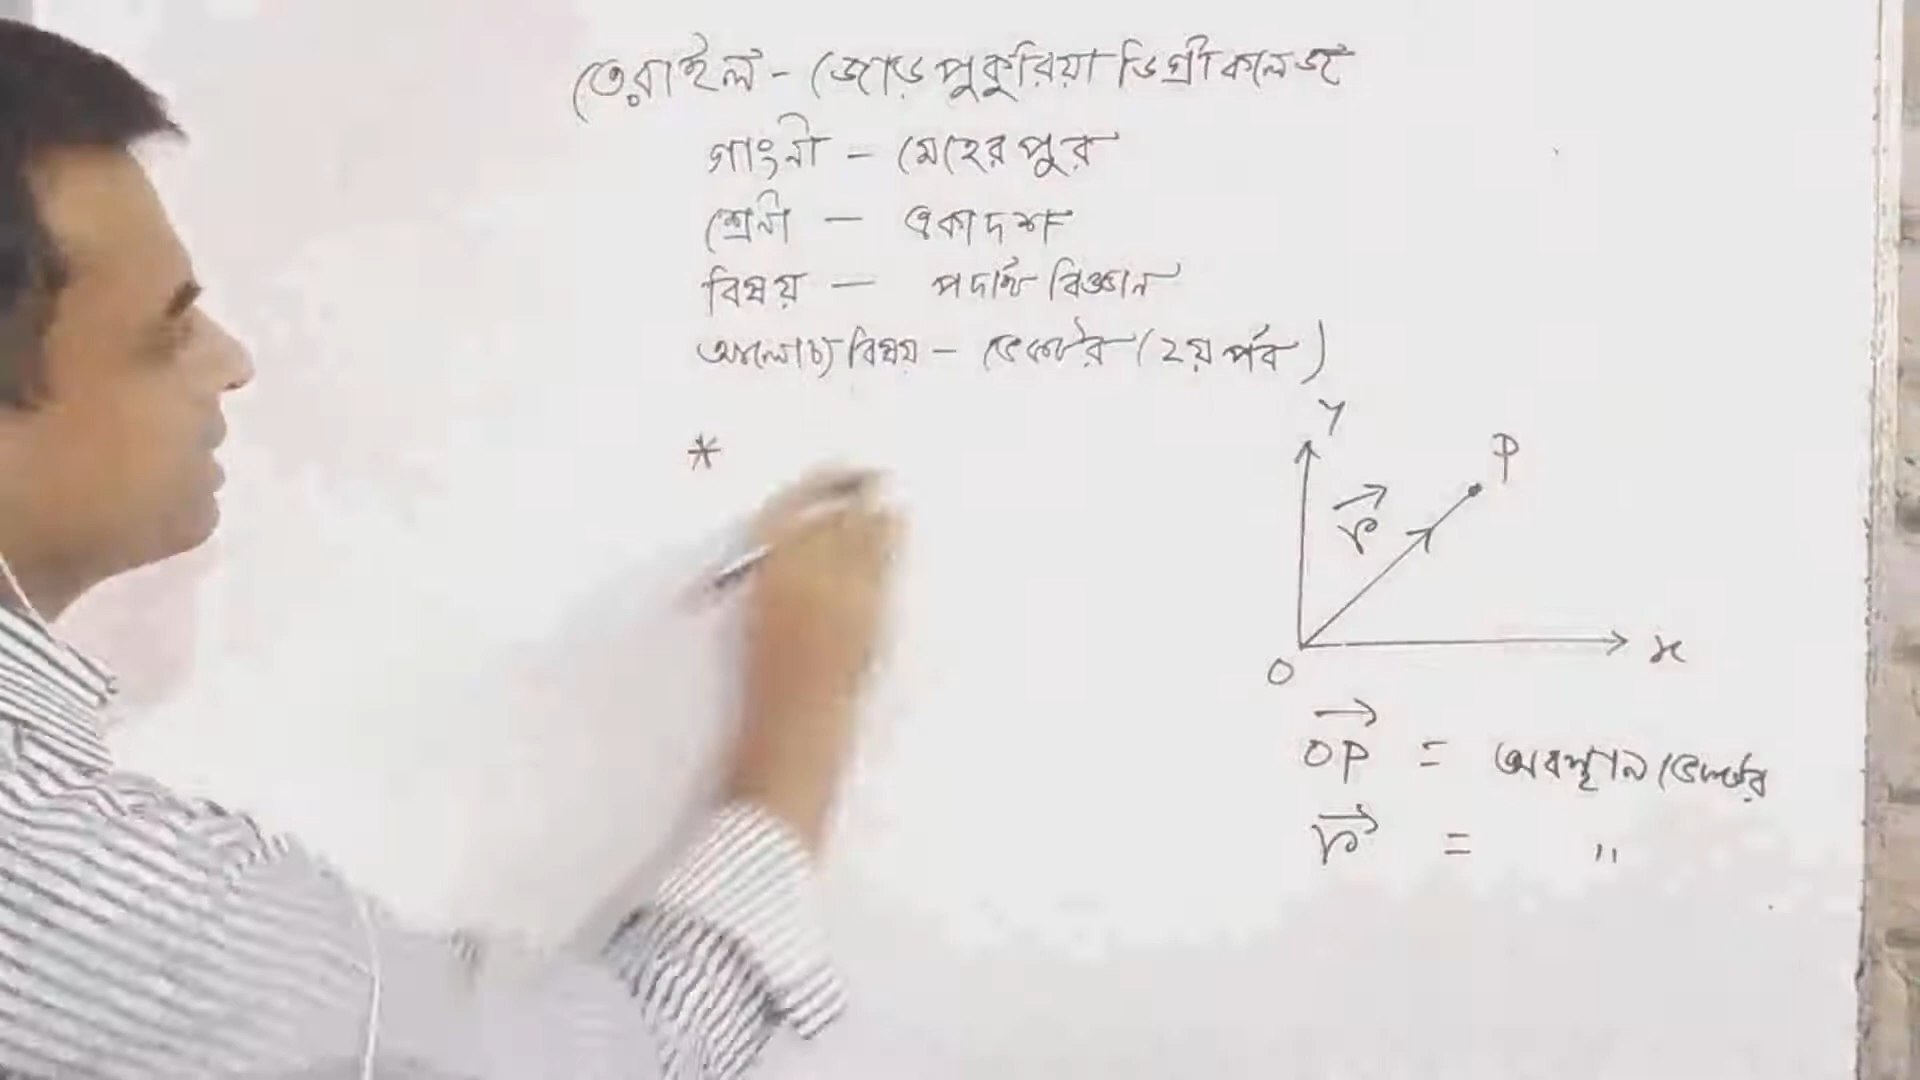 তেরাইল - জোড়পুকুরিয়া ডিগ্রী কলেজ
গাংনী - মেহেরপুর
শ্রেনী - একাদশ
বিষয় - পদার্থ বিজ্ঞান
আলোচ্য বিষয় - ভেক্টর (২য় পর্ব)
*
Y
P
r⃗
O
x
OP⃗ = অবস্থান ভেক্টর
r⃗ = "